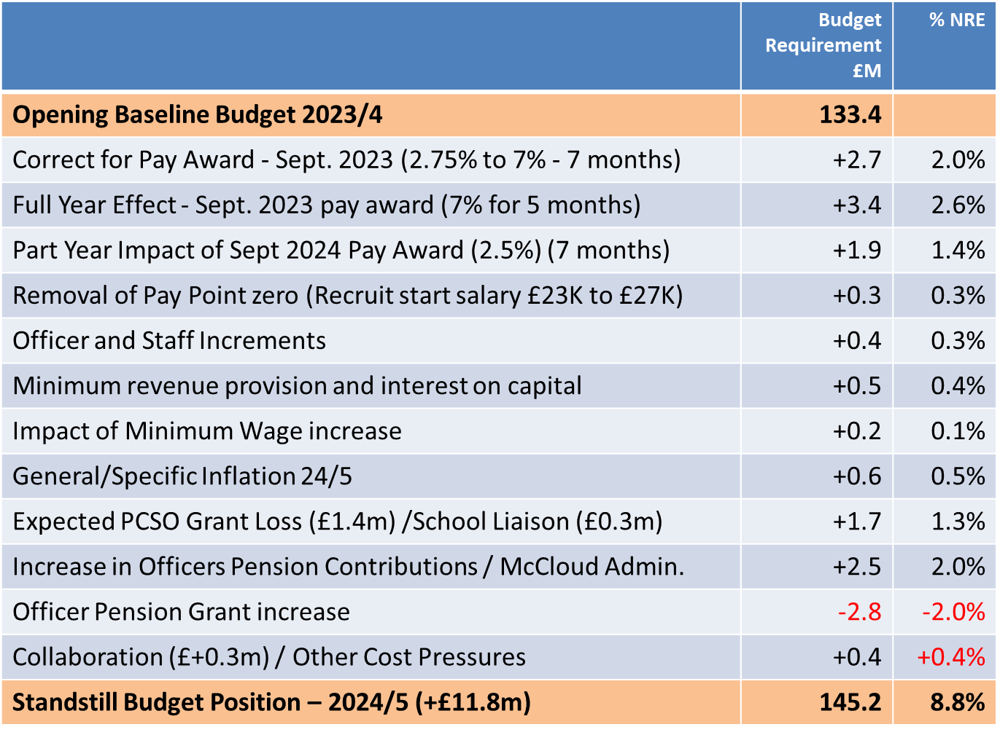 Budget Requirement £M % NRE
Opening Baseline Budget 2023/4 133.4
Correct for Pay Award - Sept. 2023 (2.75% to 7% - 7 months) +2.7 2.0%
Full Year Effect - Sept. 2023 pay award (7% for 5 months) +3.4 2.6%
Part Year Impact of Sept 2024 Pay Award (2.5%) (7 months) +1.9 1.4%
Removal of Pay Point zero (Recruit start salary £23K to £27K) +0.3 0.3%
Officer and Staff Increments +0.4 0.3%
Minimum revenue provision and interest on capital +0.5 0.4%
Impact of Minimum Wage increase +0.2 0.1%
General/Specific Inflation 24/5 +0.6 0.5%
Expected PCSO Grant Loss (£1.4m) /School Liaison (£0.3m) +1.7 1.3%
Increase in Officers Pension Contributions / McCloud Admin. +2.5 2.0%
Officer Pension Grant increase -2.8 -2.0%
Collaboration (£+0.3m) / Other Cost Pressures +0.4 +0.4%
Standstill Budget Position – 2024/5 (+£11.8m) 145.2 8.8%